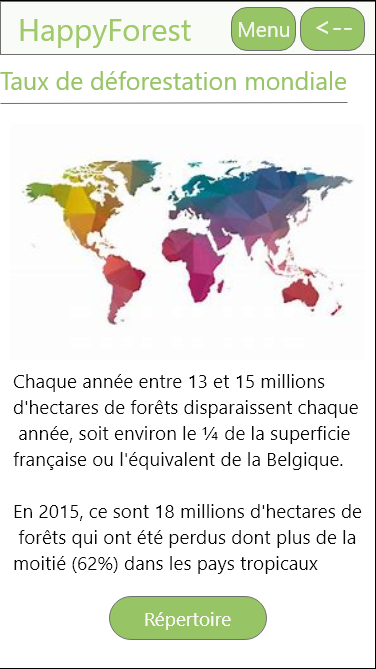 HappyForest
Menu
<--
Taux de déforestation mondiale
Chaque année entre 13 et 15 millions
d'hectares de forêts disparaissent chaque
année, soit environ le ¼ de la superficie
française ou l'équivalent de la Belgique.
En 2015, ce sont 18 millions d'hectares de
forêts qui ont été perdus dont plus de la
moitié (62%) dans les pays tropicaux
Répertoire